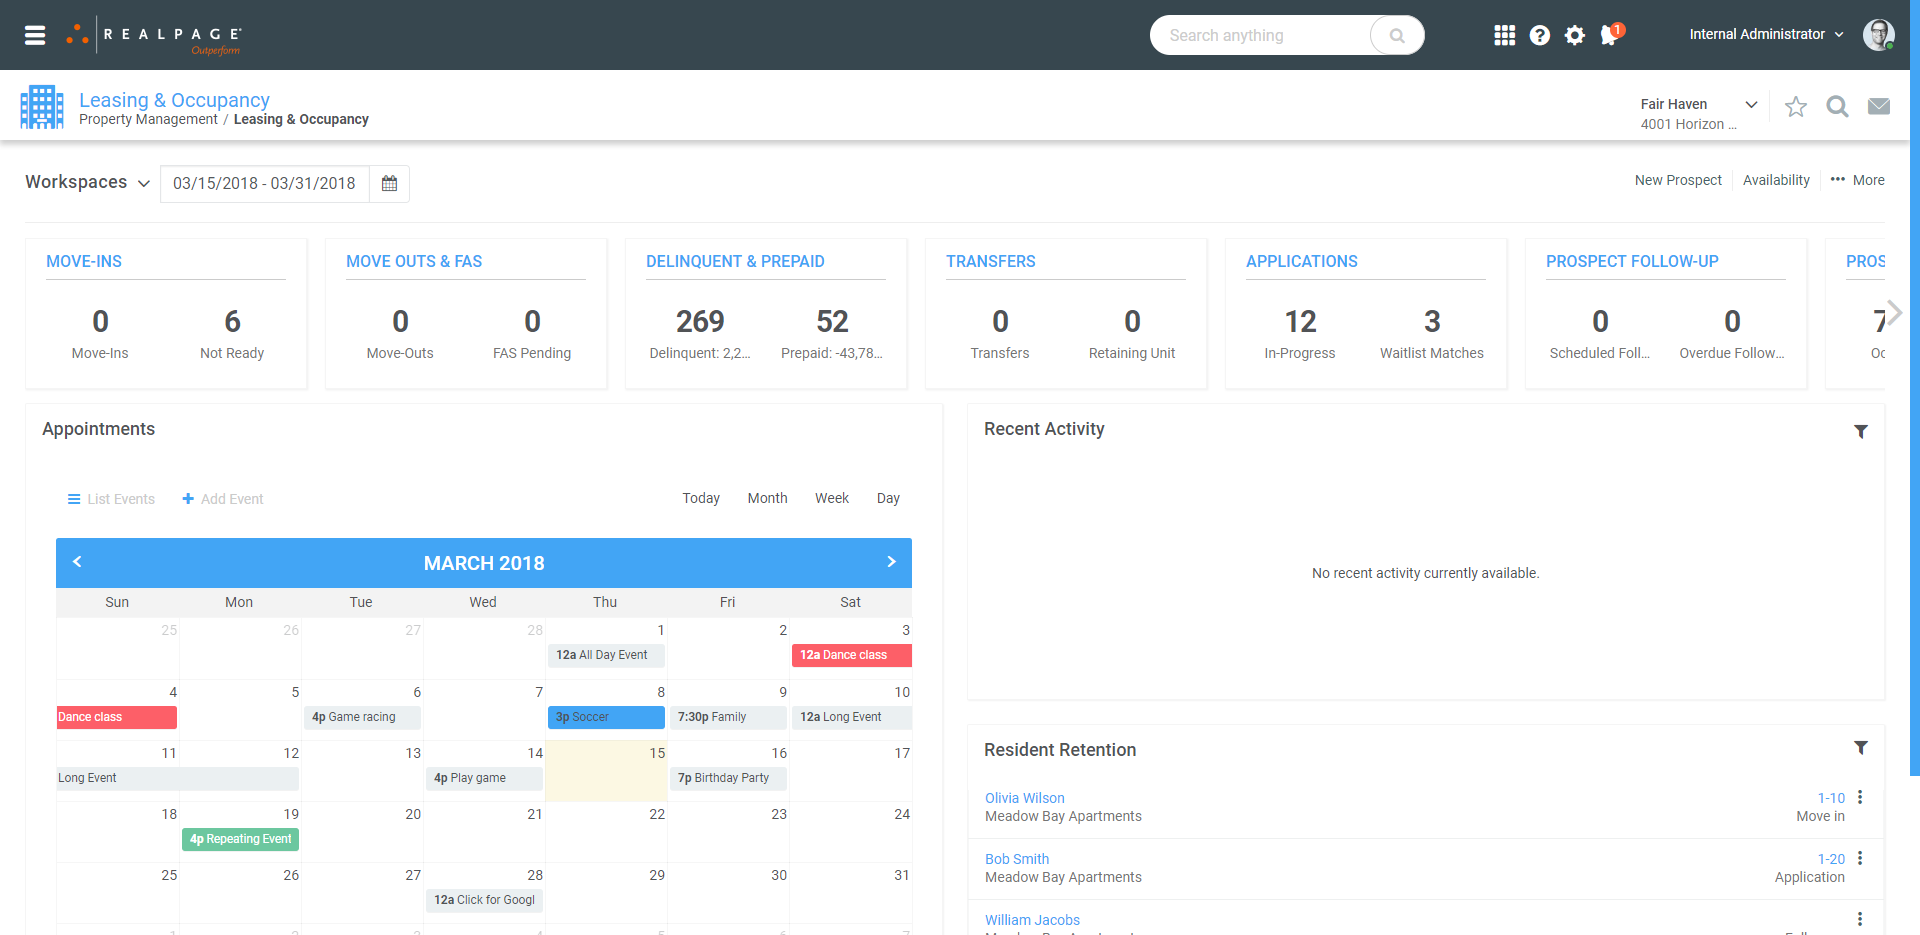 REALPAGE
Outperform
Search anything
1
Internal Administrator
Leasing & Occupancy
Property Management / Leasing & Occupancy
Fair Haven
4001 Horizon ...
Workspaces
03/15/2018 - 03/31/2018
New Prospect
Availability
••• More
MOVE-INS
0
6
Move-Ins
Not Ready
MOVE OUTS & FAS
0
0
Move-Outs
FAS Pending
DELINQUENT & PREPAID
269
52
Delinquent: 2,2...
Prepaid: -43,78...
TRANSFERS
0
0
Transfers
Retaining Unit
APPLICATIONS
12
3
In-Progress
Waitlist Matches
PROSPECT FOLLOW-UP
0
0
Scheduled Foll...
Overdue Follow...
PROS
7
Oc
Appointments
List Events
Add Event
Today Month Week Day
MARCH 2018
Sun Mon Tue Wed Thu Fri Sat
25 26 27 28 1 2 3
12a All Day Event
12a Dance class
4 5 6 7 8 9 10
Dance class
4p Game racing
3p Soccer
7:30p Family
12a Long Event
11 12 13 14 15 16 17
Long Event
4p Play game
7p Birthday Party
18 19 20 21 22 23 24
4p Repeating Event
25 26 27 28 29 30 31
12a Click for Googl
Recent Activity
No recent activity currently available.
Resident Retention
Olivia Wilson 1-10
Meadow Bay Apartments Move in
Bob Smith 1-20
Meadow Bay Apartments Application
William Jacobs